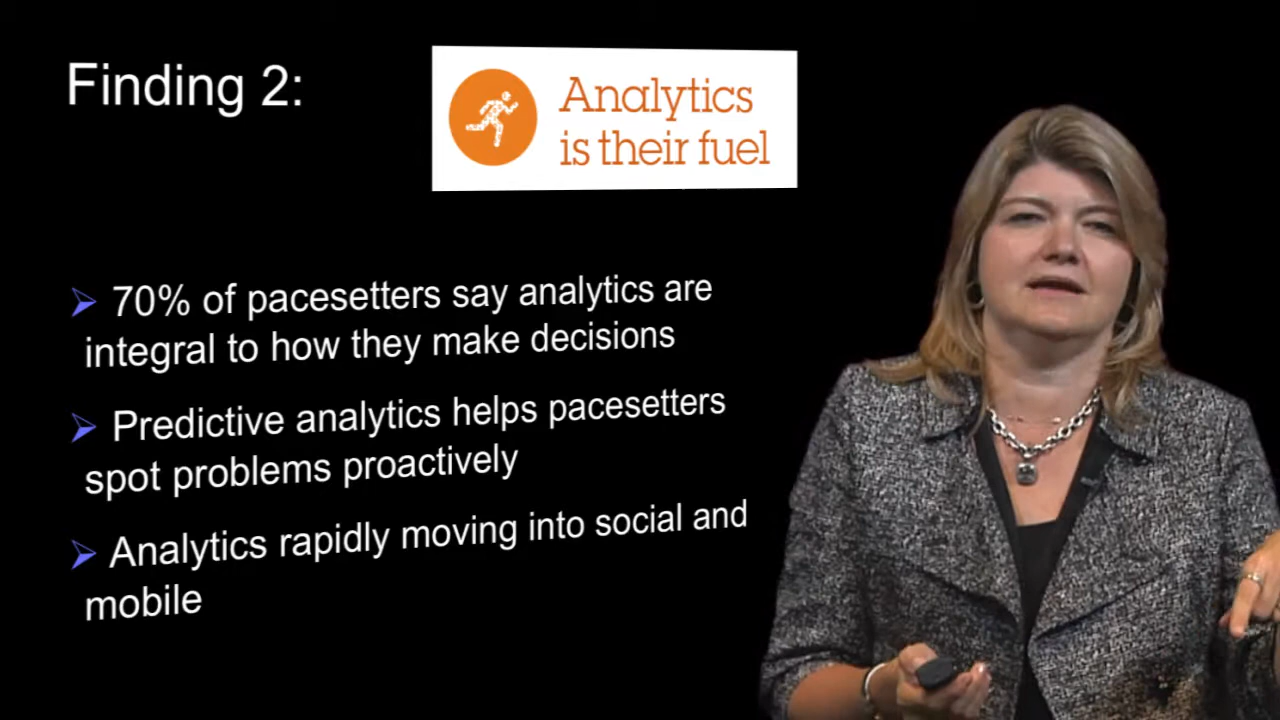 Finding 2:
Analytics
is their fuel
70% of pacesetters say analytics are
integral to how they make decisions
Predictive analytics helps pacesetters
spot problems proactively
Analytics rapidly moving into social and
mobile